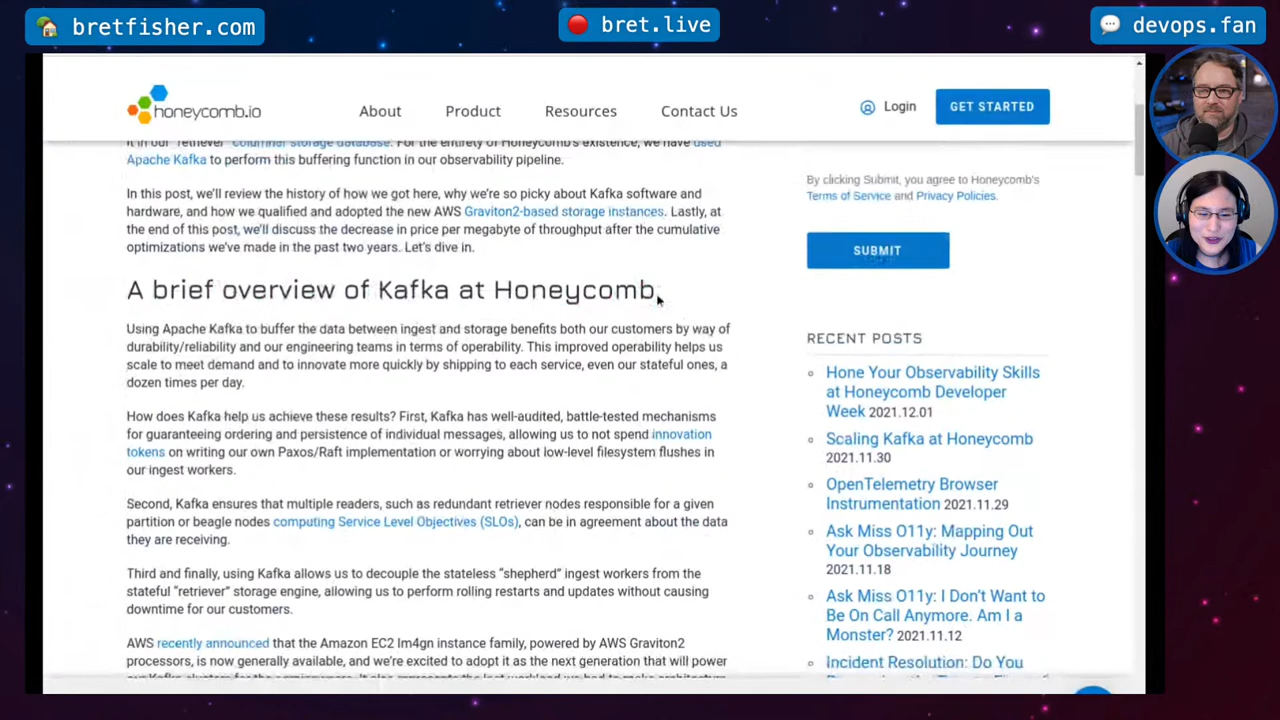 bretfisher.com
bret.live
devops.fan
honeycomb.io
About
Product
Resources
Contact Us
Login
GET STARTED
it in our "retriever" columnar storage database. For the entirety of Honeycomb's existence, we have used
Apache Kafka to perform this buffering function in our observability pipeline.
In this post, we'll review the history of how we got here, why we're so picky about Kafka software and
hardware, and how we qualified and adopted the new AWS Graviton2-based storage instances. Lastly, at
the end of this post, we'll discuss the decrease in price per megabyte of throughput after the cumulative
optimizations we've made in the past two years. Let's dive in.
A brief overview of Kafka at Honeycomb
Using Apache Kafka to buffer the data between ingest and storage benefits both our customers by way of
durability/reliability and our engineering teams in terms of operability. This improved operability helps us
scale to meet demand and to innovate more quickly by shipping to each service, even our stateful ones, a
dozen times per day.
How does Kafka help us achieve these results? First, Kafka has well-audited, battle-tested mechanisms
for guaranteeing ordering and persistence of individual messages, allowing us to not spend innovation
tokens on writing our own Paxos/Raft implementation or worrying about low-level filesystem flushes in
our ingest workers.
Second, Kafka ensures that multiple readers, such as redundant retriever nodes responsible for a given
partition or beagle nodes computing Service Level Objectives (SLOs), can be in agreement about the data
they are receiving.
Third and finally, using Kafka allows us to decouple the stateless "shepherd" ingest workers from the
stateful "retriever" storage engine, allowing us to perform rolling restarts and updates without causing
downtime for our customers.
AWS recently announced that the Amazon EC2 Im4gn instance family, powered by AWS Graviton2
processors, is now generally available, and we're excited to adopt it as the next generation that will power
By clicking Submit, you agree to Honeycomb's
Terms of Service and Privacy Policies.
SUBMIT
RECENT POSTS
Hone Your Observability Skills
at Honeycomb Developer
Week 2021.12.01
Scaling Kafka at Honeycomb
2021.11.30
OpenTelemetry Browser
Instrumentation 2021.11.29
Ask Miss O11y: Mapping Out
Your Observability Journey
2021.11.18
Ask Miss O11y: I Don't Want to
Be On Call Anymore. Am I a
Monster? 2021.11.12
Incident Resolution: Do You